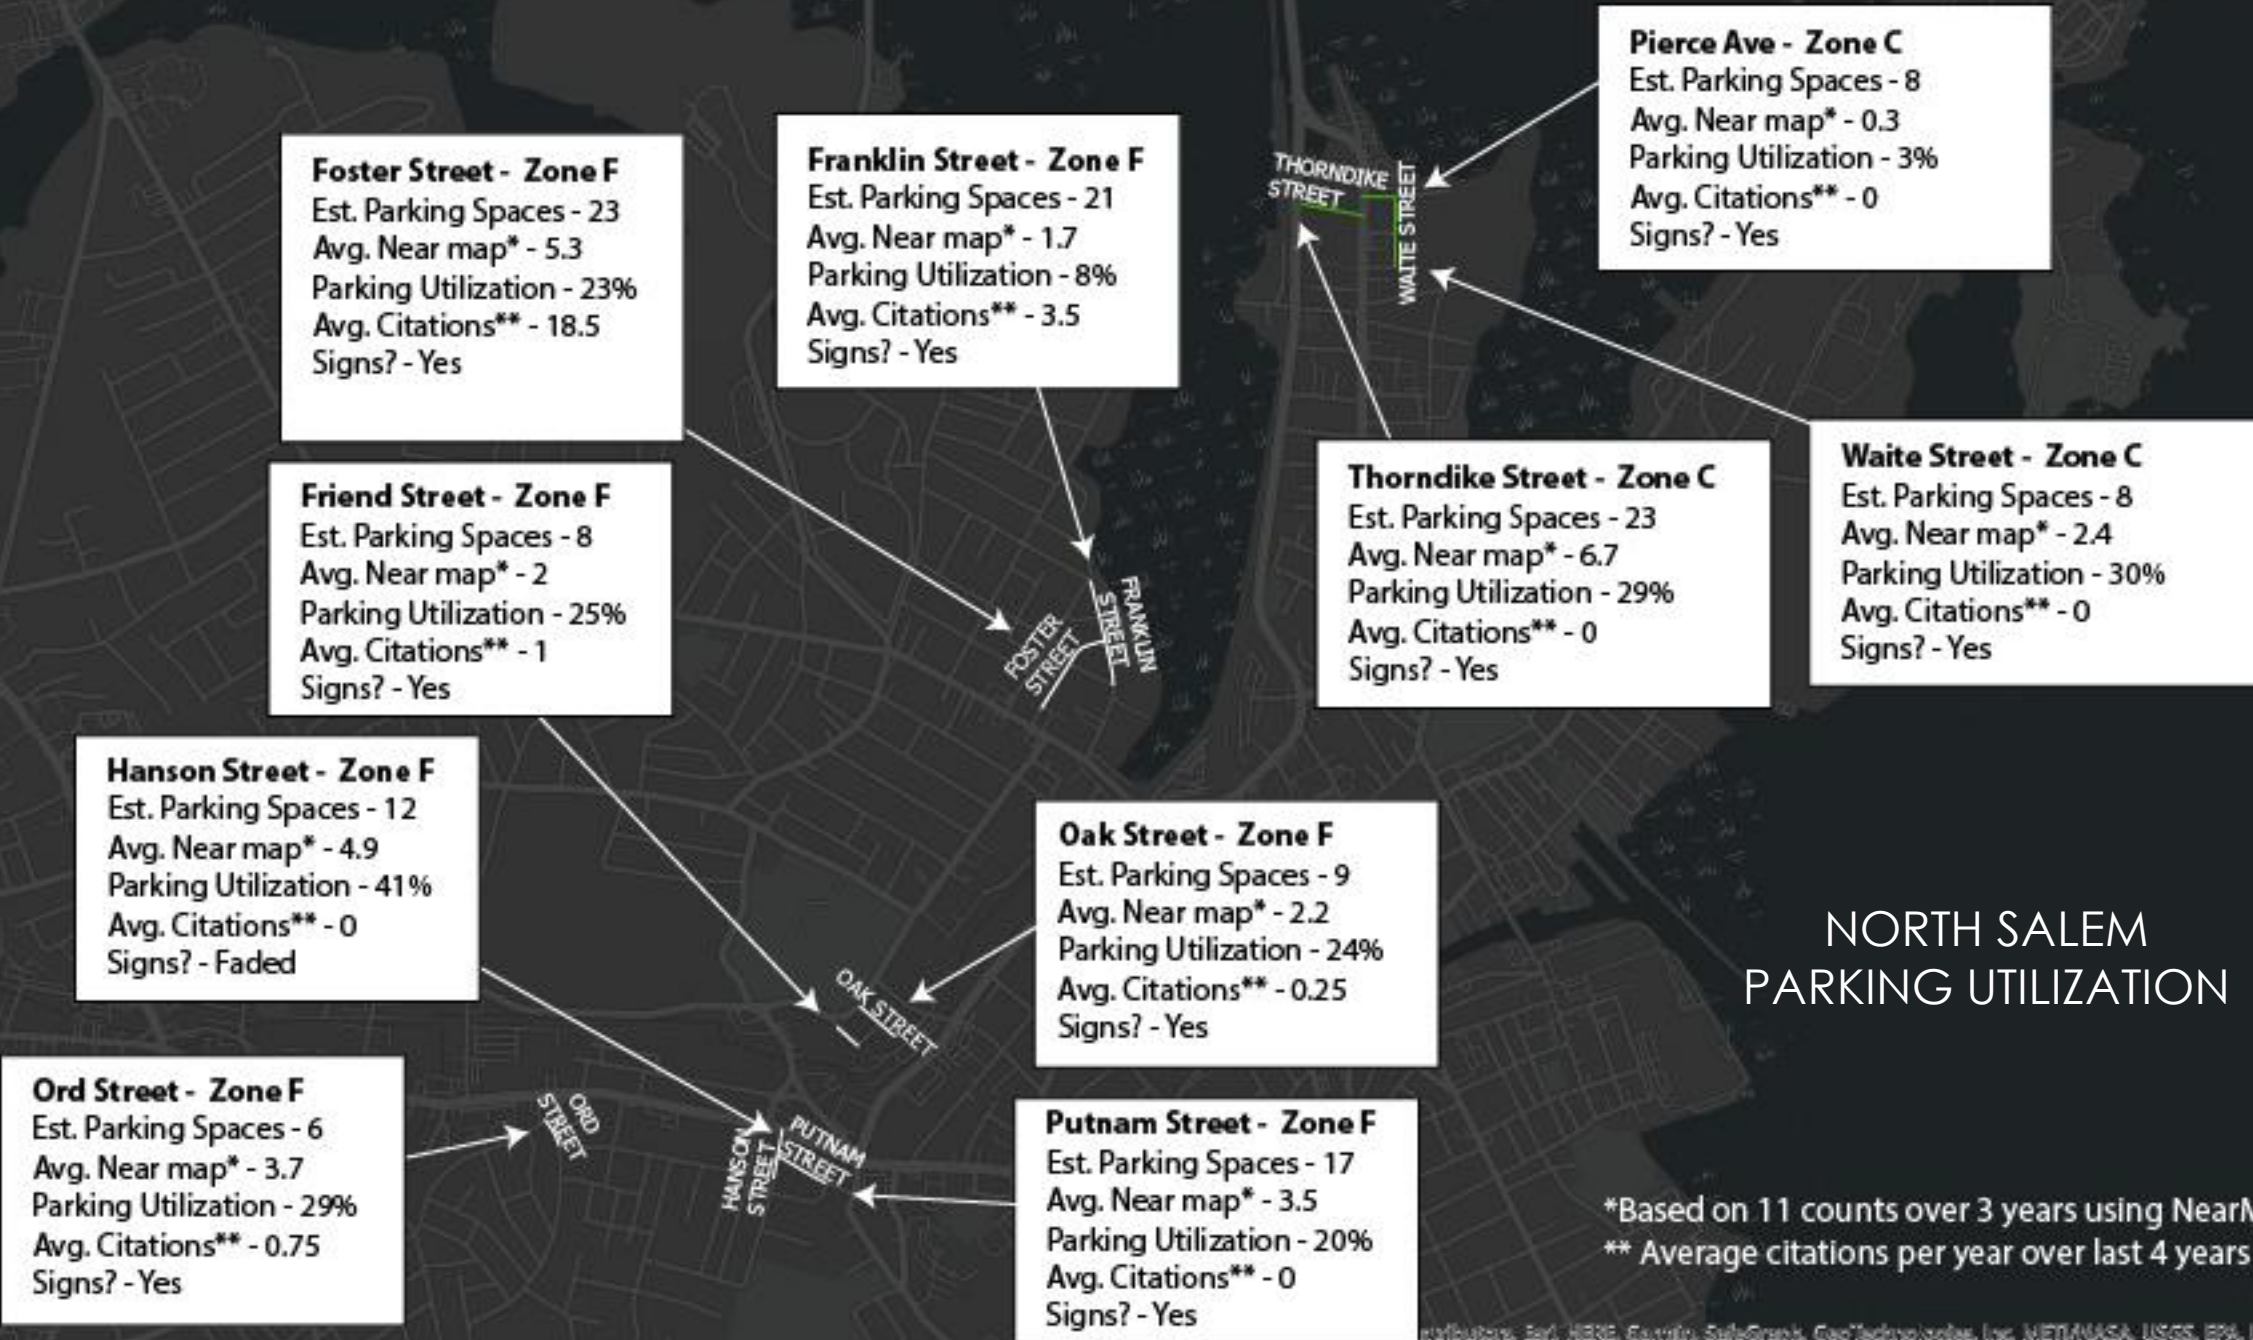 Pierce Ave - Zone C
Est. Parking Spaces - 8
Avg. Near map* - 0.3
Parking Utilization - 3%
Avg. Citations** - 0
Signs? - Yes
Foster Street - Zone F
Est. Parking Spaces - 23
Avg. Near map* - 5.3
Parking Utilization - 23%
Avg. Citations** - 18.5
Signs? - Yes
Franklin Street - Zone F
Est. Parking Spaces - 21
Avg. Near map* - 1.7
Parking Utilization - 8%
Avg. Citations** - 3.5
Signs? - Yes
THORNDIKE
STREET
WAITE STREET
Friend Street - Zone F
Est. Parking Spaces - 8
Avg. Near map* - 2
Parking Utilization - 25%
Avg. Citations** - 1
Signs? - Yes
Thorndike Street - Zone C
Est. Parking Spaces - 23
Avg. Near map* - 6.7
Parking Utilization - 29%
Avg. Citations** - 0
Signs? - Yes
Waite Street - Zone C
Est. Parking Spaces - 8
Avg. Near map* - 2.4
Parking Utilization - 30%
Avg. Citations** - 0
Signs? - Yes
FOSTER
STREET
FRANKLIN
STREET
Hanson Street - Zone F
Est. Parking Spaces - 12
Avg. Near map* - 4.9
Parking Utilization - 41%
Avg. Citations** - 0
Signs? - Faded
Oak Street - Zone F
Est. Parking Spaces - 9
Avg. Near map* - 2.2
Parking Utilization - 24%
Avg. Citations** - 0.25
Signs? - Yes
OAK STREET
NORTH SALEM
PARKING UTILIZATION
Ord Street - Zone F
Est. Parking Spaces - 6
Avg. Near map* - 3.7
Parking Utilization - 29%
Avg. Citations** - 0.75
Signs? - Yes
ORD
STREET
HANSON
STREET
PUTNAM
STREET
Putnam Street - Zone F
Est. Parking Spaces - 17
Avg. Near map* - 3.5
Parking Utilization - 20%
Avg. Citations** - 0
Signs? - Yes
*Based on 11 counts over 3 years using NearM
** Average citations per year over last 4 years
Esri, HERE, Garmin, SafeGraph, GeoTechnologies, Inc, METI/NASA, USGS, EPA